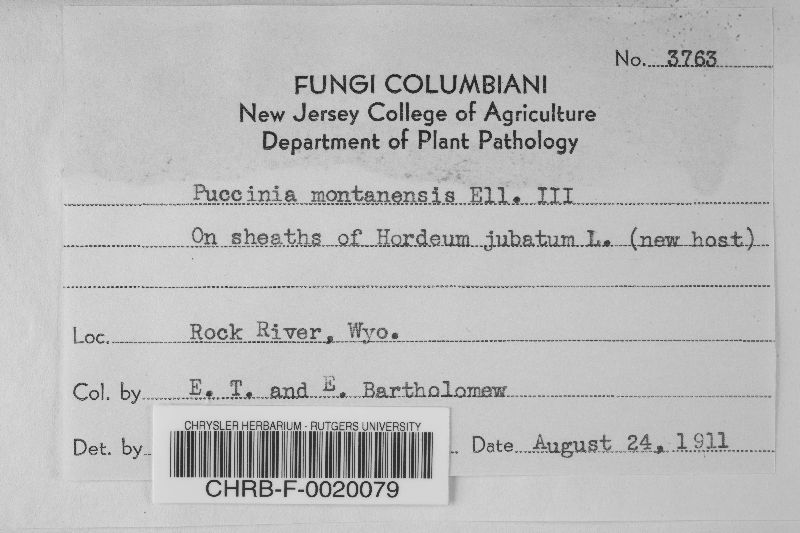 No. 3763
FUNGI COLUMBIANI
New Jersey College of Agriculture
Department of Plant Pathology
Puccinia montanensis Ell. III
On sheaths of Hordeum jubatum L. (new host)
Loc. Rock River, Wyo.
Col. by E. T. and E. Bartholomew
Det. by Date August 24, 1911
CHRYSLER HERBARIUM - RUTGERS UNIVERSITY
CHRB-F-0020079